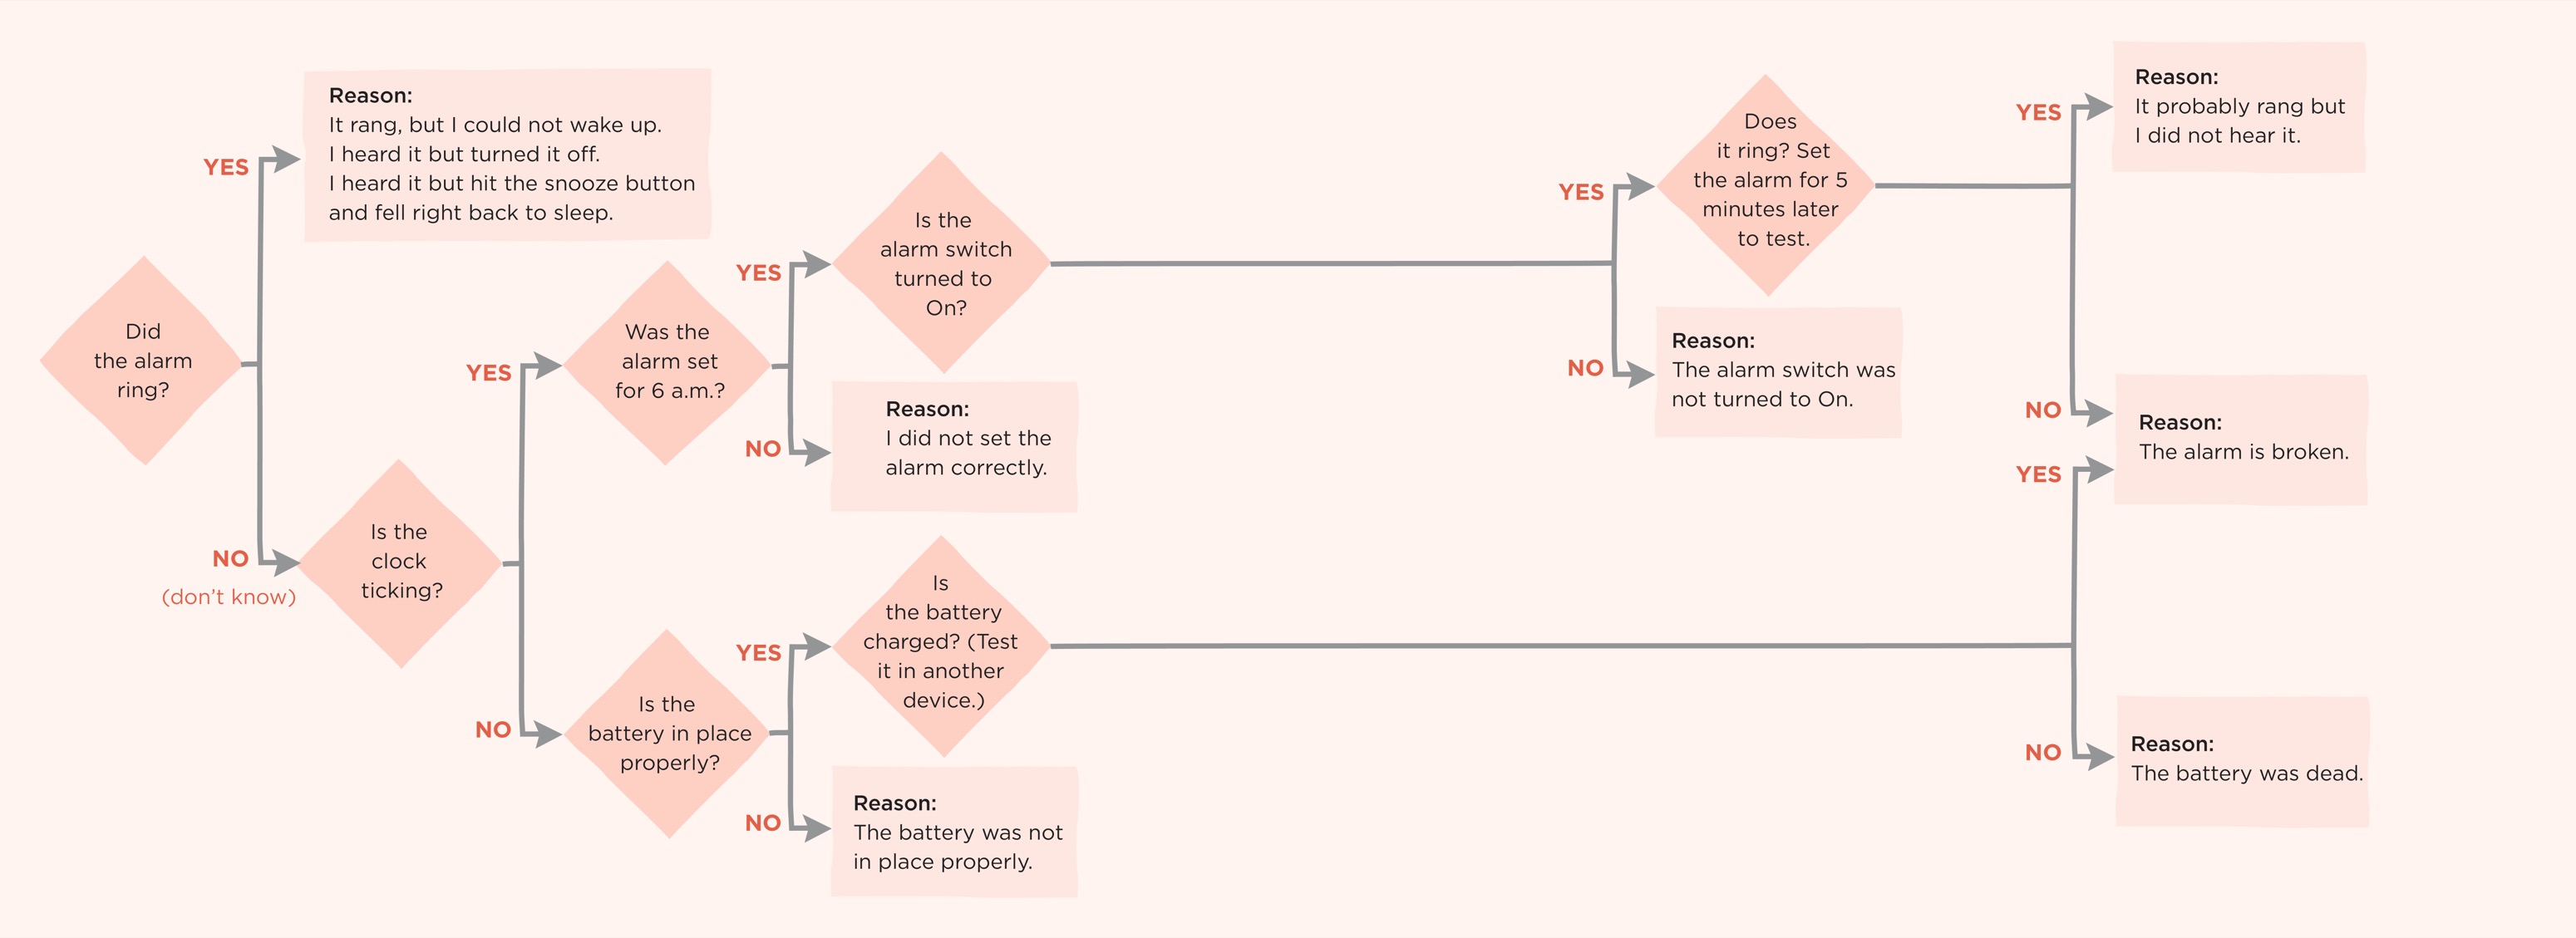 Did
the alarm
ring?
YES
Reason:
It rang, but I could not wake up.
I heard it but turned it off.
I heard it but hit the snooze button
and fell right back to sleep.
NO
(don't know)
Is the
clock
ticking?
YES
Was the
alarm set
for 6 a.m.?
YES
Is the
alarm switch
turned to
On?
NO
Reason:
I did not set the
alarm correctly.
YES
Does
it ring? Set
the alarm for 5
minutes later
to test.
NO
Reason:
The alarm switch was
not turned to On.
YES
Reason:
It probably rang but
I did not hear it.
NO
Reason:
The alarm is broken.
NO
Is the
battery in place
properly?
YES
Is
the battery
charged? (Test
it in another
device.)
NO
Reason:
The battery was not
in place properly.
YES
NO
Reason:
The battery was dead.